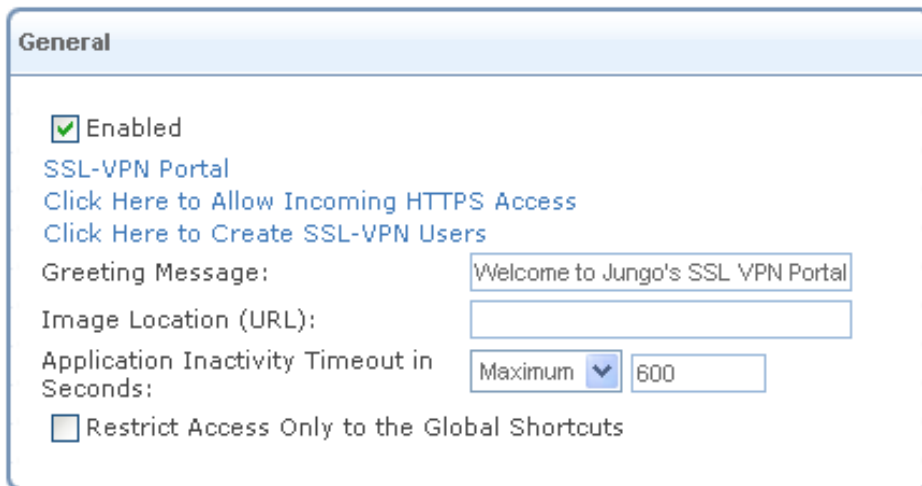 General
Enabled
SSL-VPN Portal
Click Here to Allow Incoming HTTPS Access
Click Here to Create SSL-VPN Users
Greeting Message: Welcome to Jungo's SSL VPN Portal
Image Location (URL):
Application Inactivity Timeout in
Seconds: Maximum 600
Restrict Access Only to the Global Shortcuts